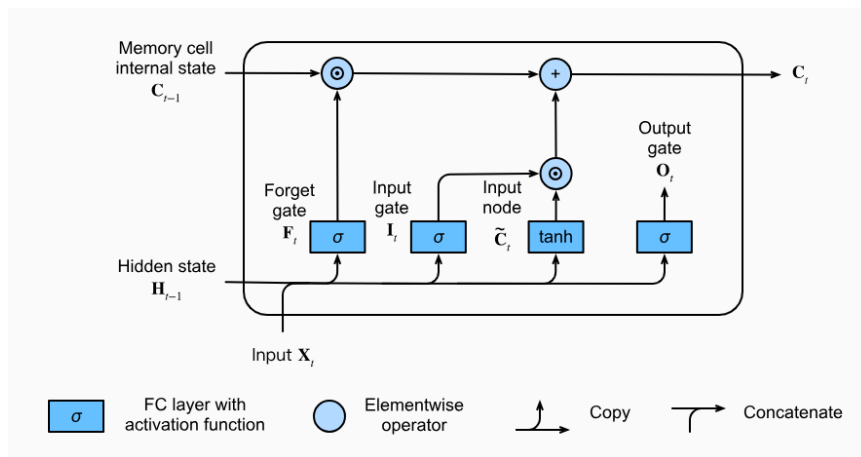 Memory cell
internal state
C_{t−1}
⊙
+
C_t
Output
gate
O_t
⊙
Forget
gate
F_t
σ
Input
gate
I_t
σ
Input
node
C̃_t
tanh
σ
Hidden state
H_{t−1}
Input X_t
σ
FC layer with
activation function
Elementwise
operator
Copy
Concatenate